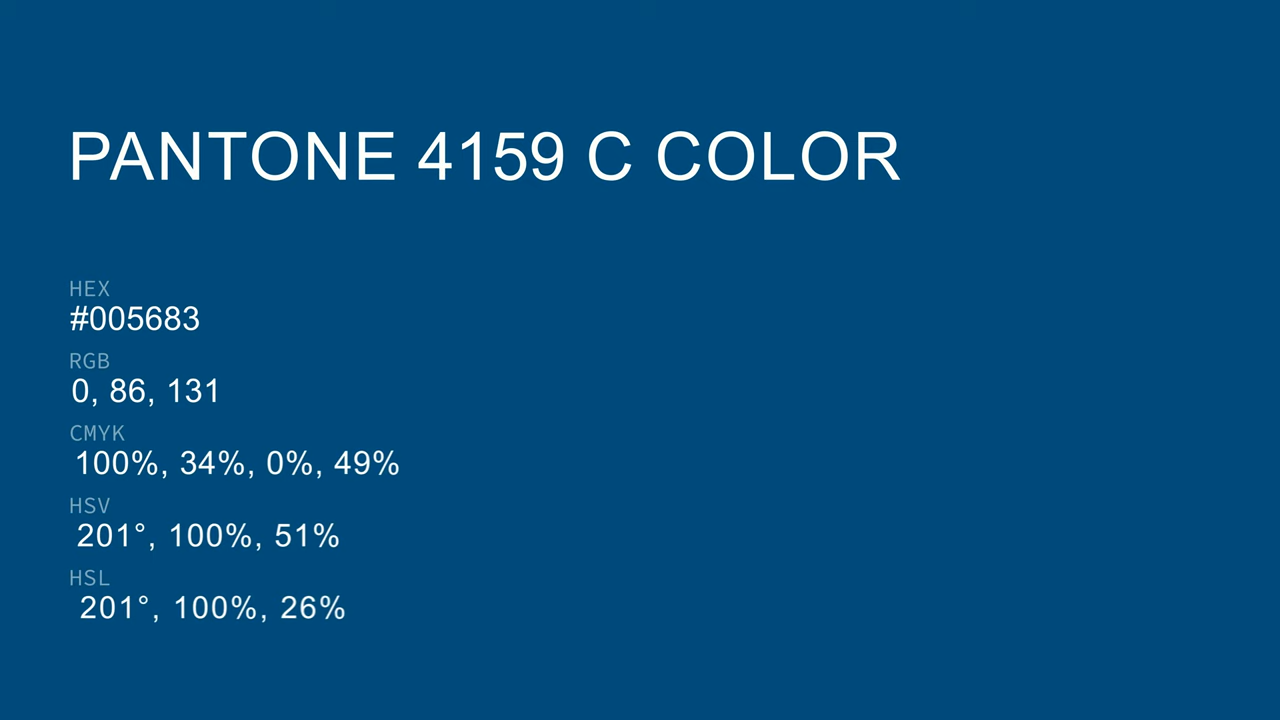 PANTONE 4159 C COLOR
HEX
#005683
RGB
0, 86, 131
CMYK
100%, 34%, 0%, 49%
HSV
201°, 100%, 51%
HSL
201°, 100%, 26%